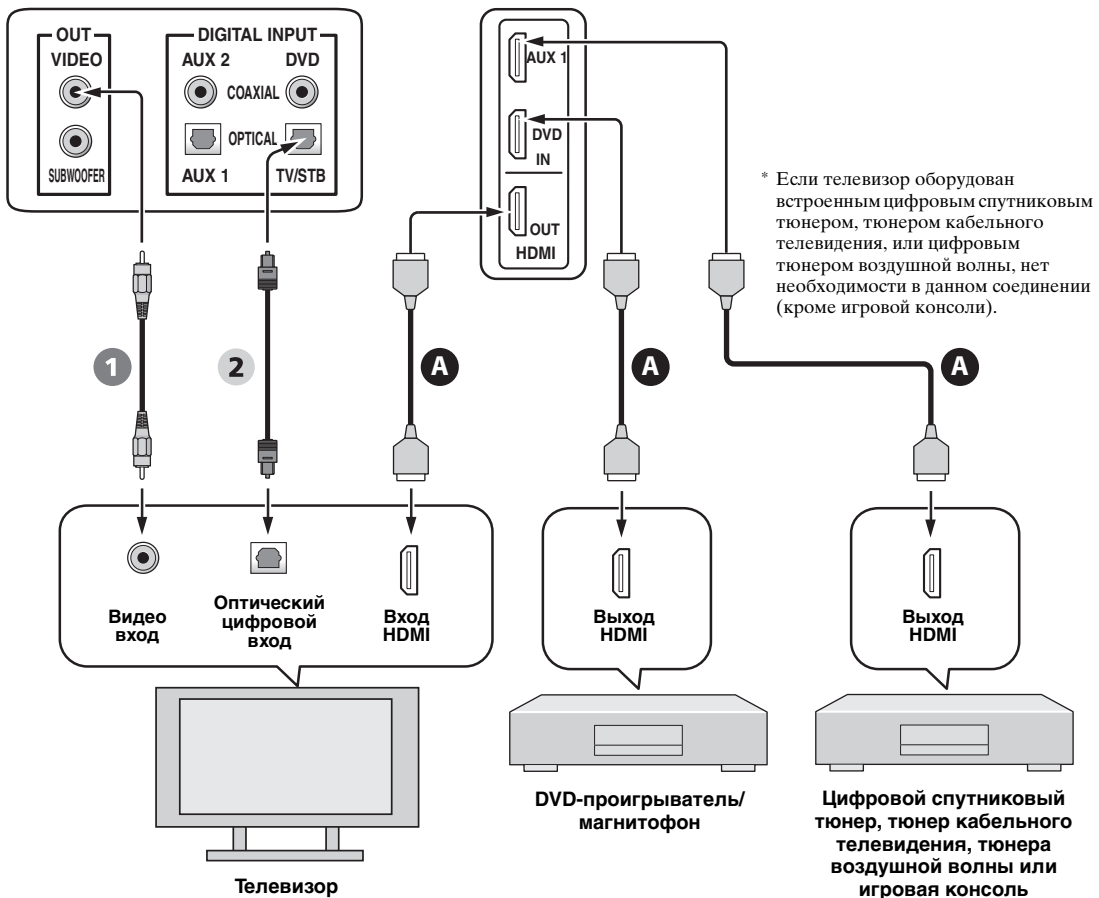 OUT
VIDEO
SUBWOOFER
DIGITAL INPUT
AUX 2
DVD
COAXIAL
OPTICAL
AUX 1
TV/STB
AUX 1
DVD
IN
OUT
HDMI
* Если телевизор оборудован
встроенным цифровым спутниковым
тюнером, тюнером кабельного
телевидения, или цифровым
тюнером воздушной волны, нет
необходимости в данном соединении
(кроме игровой консоли).
1
2
A
A
A
Видео
вход
Оптический
цифровой
вход
Вход
HDMI
Выход
HDMI
Выход
HDMI
Телевизор
DVD-проигрыватель/
магнитофон
Цифровой спутниковый
тюнер, тюнер кабельного
телевидения, тюнера
воздушной волны или
игровая консоль